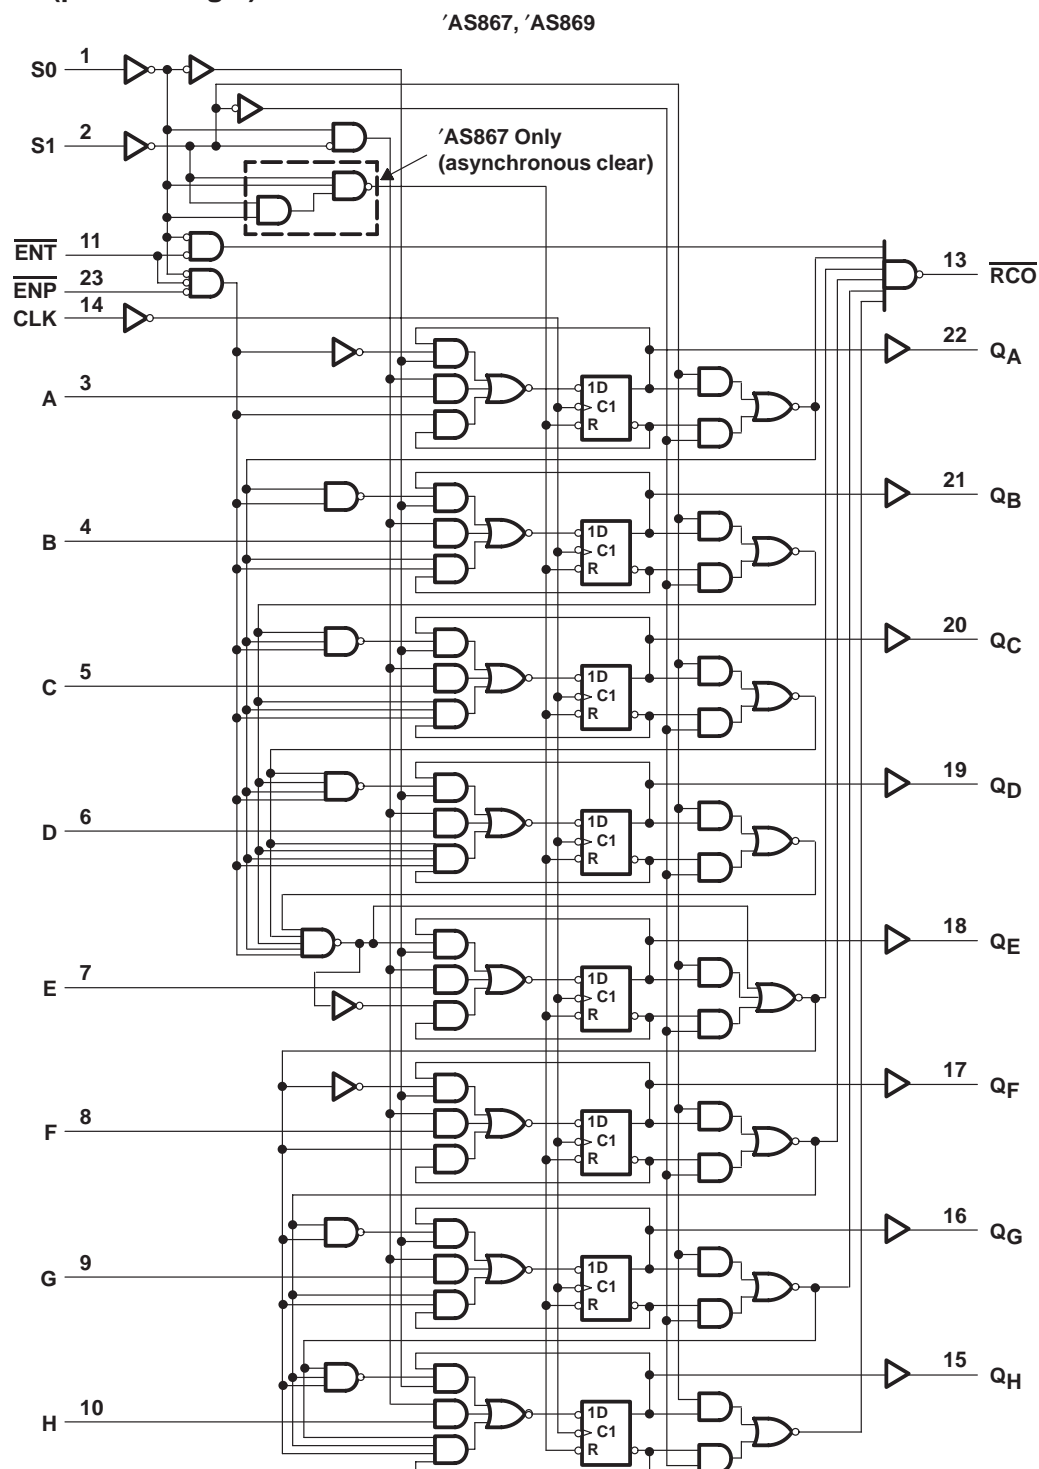 ′AS867, ′AS869
S0 1
S1 2
′AS867 Only
(asynchronous clear)
ENT 11
ENP 23
CLK 14
13 RCO
22 QA
A 3
1D
C1
R
21 QB
B 4
1D
C1
R
20 QC
C 5
1D
C1
R
19 QD
D 6
1D
C1
R
18 QE
E 7
1D
C1
R
17 QF
F 8
1D
C1
R
16 QG
G 9
1D
C1
R
15 QH
H 10
1D
C1
R